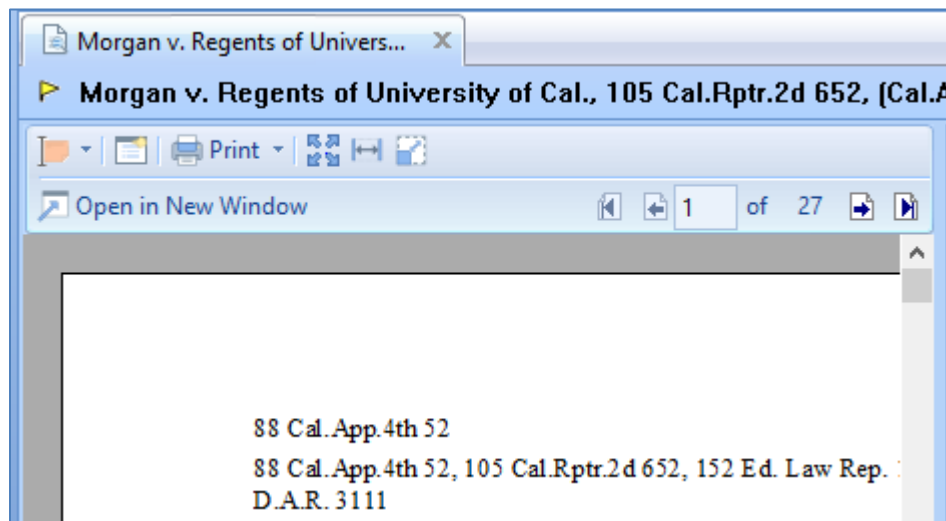 Morgan v. Regents of Univers...
Morgan v. Regents of University of Cal., 105 Cal.Rptr.2d 652, (Cal.A
Print
Open in New Window
1 of 27
88 Cal.App.4th 52
88 Cal.App.4th 52, 105 Cal.Rptr.2d 652, 152 Ed. Law Rep.
D.A.R. 3111